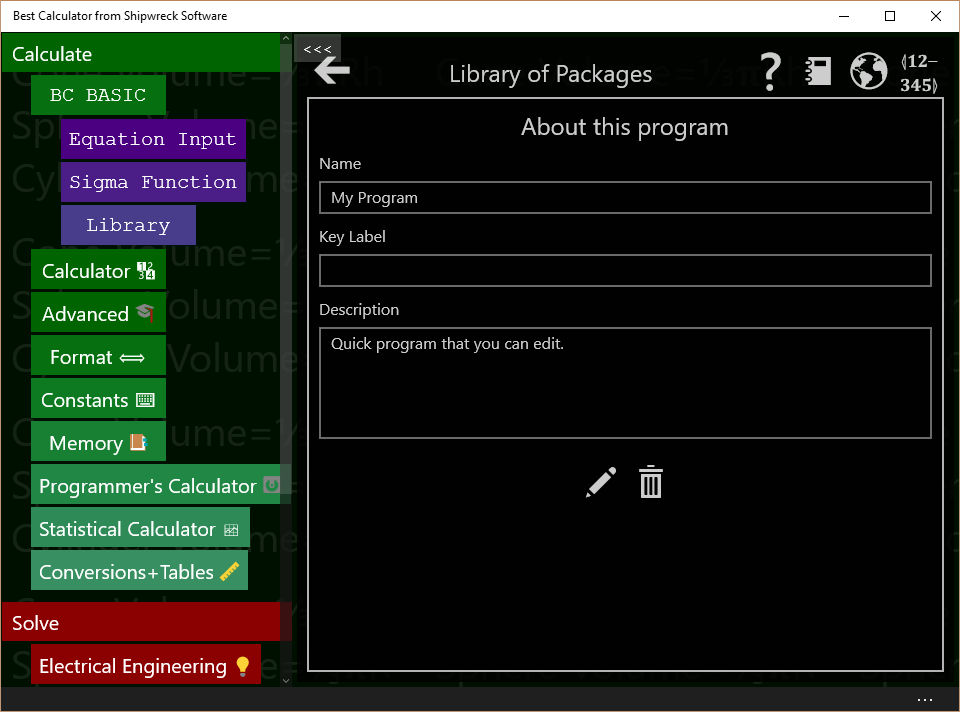 Best Calculator from Shipwreck Software
Calculate
BC BASIC
Equation Input
Sigma Function
Library
Calculator
Advanced
Format
Constants
Memory
Programmer's Calculator
Statistical Calculator
Conversions+Tables
Solve
Electrical Engineering
<<<
Library of Packages
?
(12–
345)
About this program
Name
My Program
Key Label
Description
Quick program that you can edit.
...